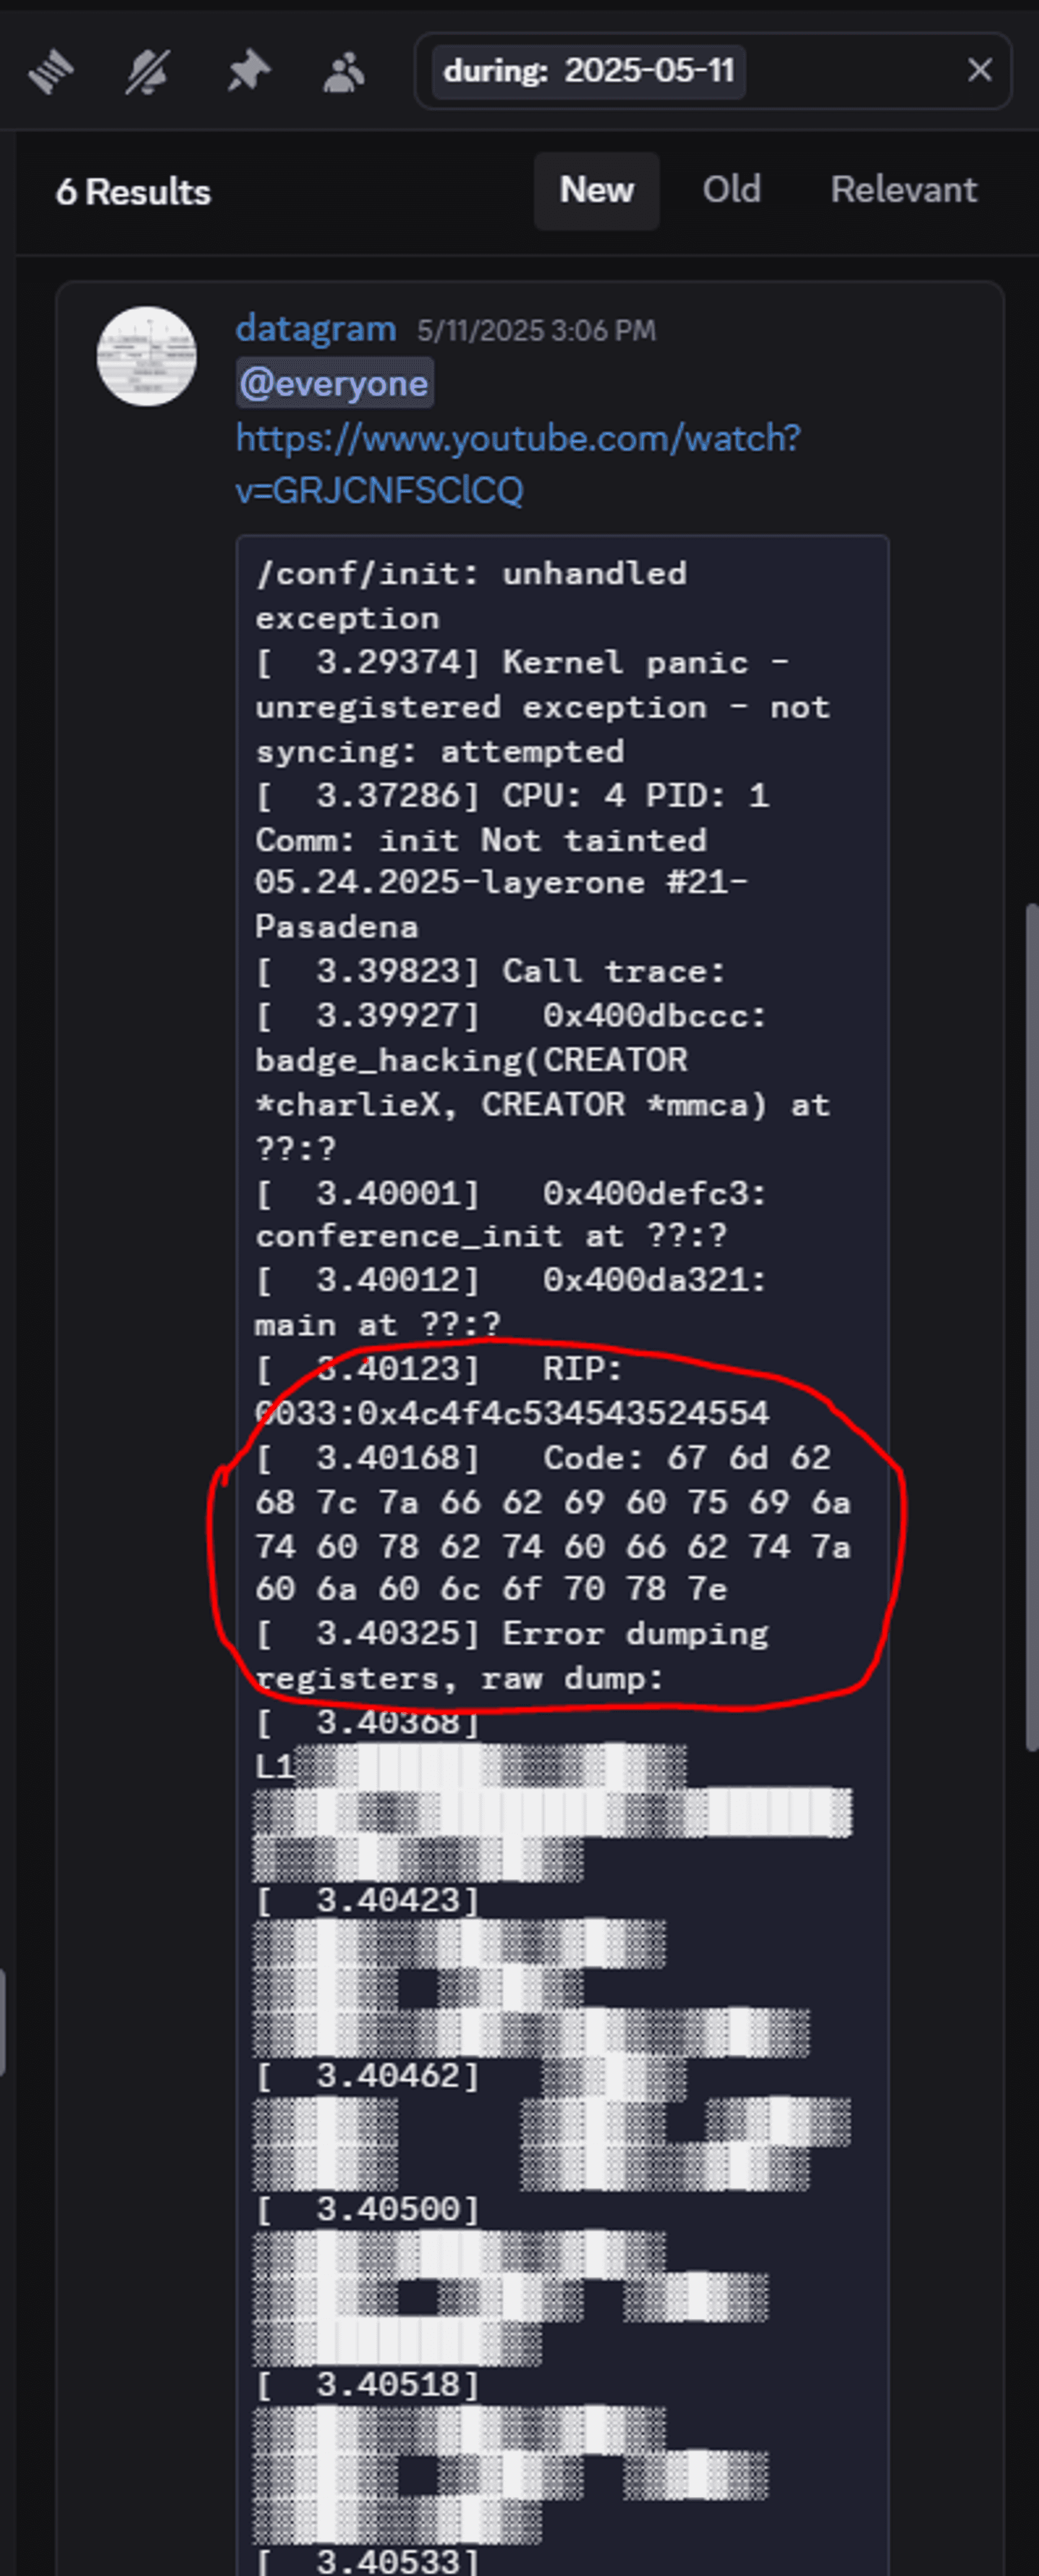 during: 2025-05-11
6 Results
New
Old
Relevant
datagram 5/11/2025 3:06 PM
@everyone
https://www.youtube.com/watch?
v=GRJCNFSClCQ
/conf/init: unhandled
exception
[  3.29374] Kernel panic -
unregistered exception - not
syncing: attempted
[  3.37286] CPU: 4 PID: 1
Comm: init Not tainted
05.24.2025-layerone #21-
Pasadena
[  3.39823] Call trace:
[  3.39927]   0x400dbccc:
badge_hacking(CREATOR
*charlieX, CREATOR *mmca) at
??:?
[  3.40001]   0x400defc3:
conference_init at ??:?
[  3.40012]   0x400da321:
main at ??:?
[  3.40123]   RIP:
0033:0x4c4f4c534543524554
[  3.40168]   Code: 67 6d 62
68 7c 7a 66 62 69 60 75 69 6a
74 60 78 62 74 60 66 62 74 7a
60 6a 60 6c 6f 70 78 7e
[  3.40325] Error dumping
registers, raw dump:
[  3.40368]
L1
[  3.40423]
[  3.40462]
[  3.40500]
[  3.40518]
[  3.40533]